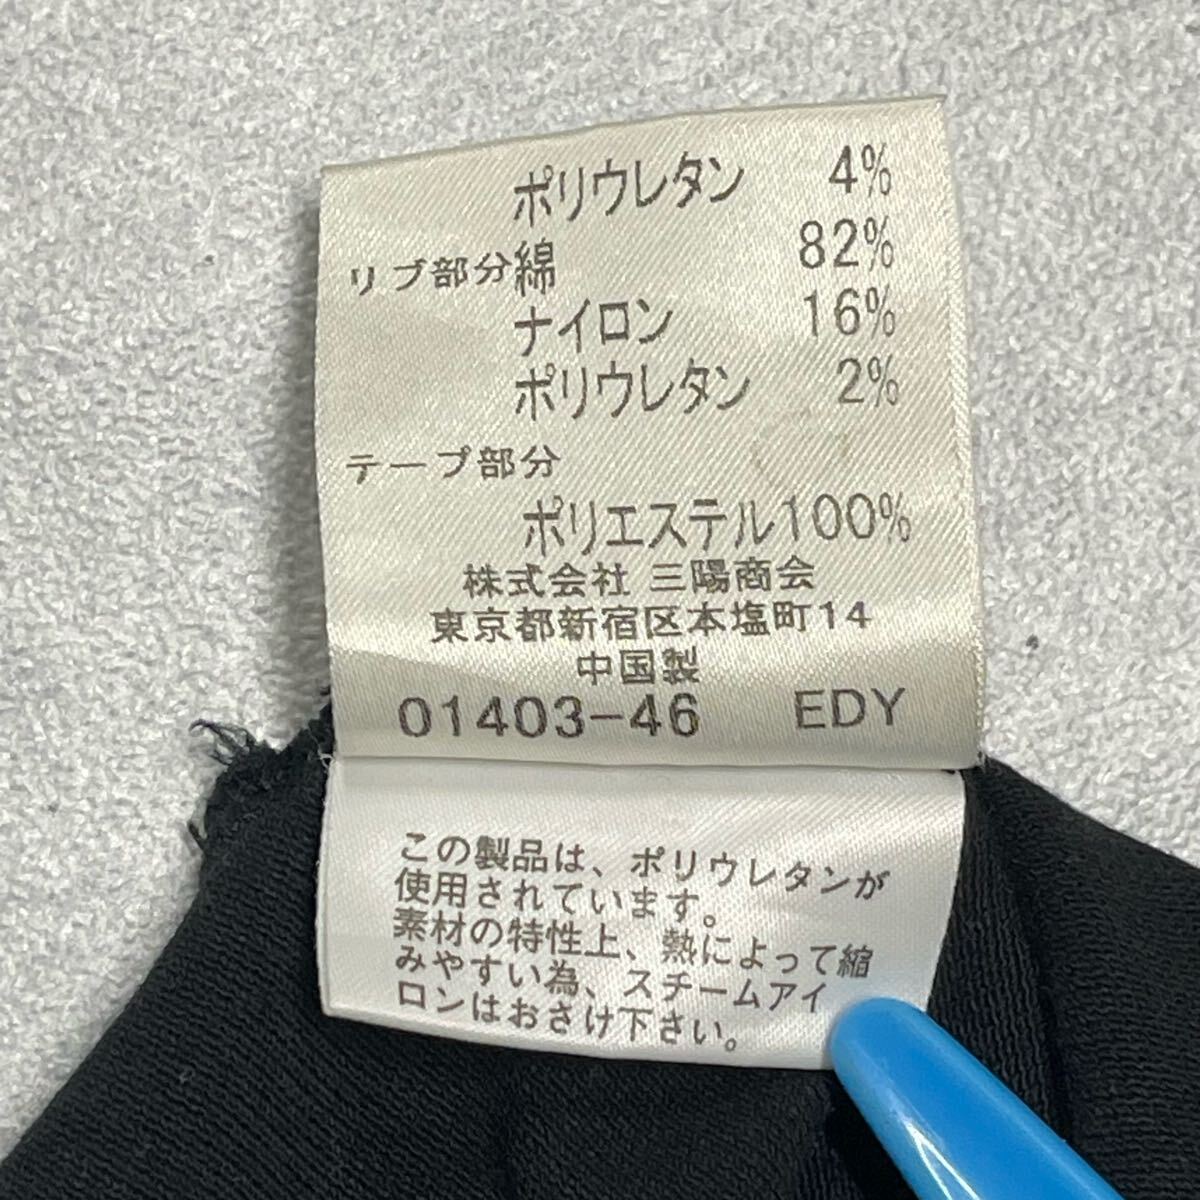 ポリウレタン 4%
リブ部分綿 82%
ナイロン 16%
ポリウレタン 2%
テープ部分
ポリエステル100%
株式会社 三陽商会
東京都新宿区本塩町14
中国製
01403-46 EDY
この製品は、ポリウレタンが
使用されています。
素材の特性上、熱によって縮
みやすい為、スチームアイ
ロンはおさけ下さい。